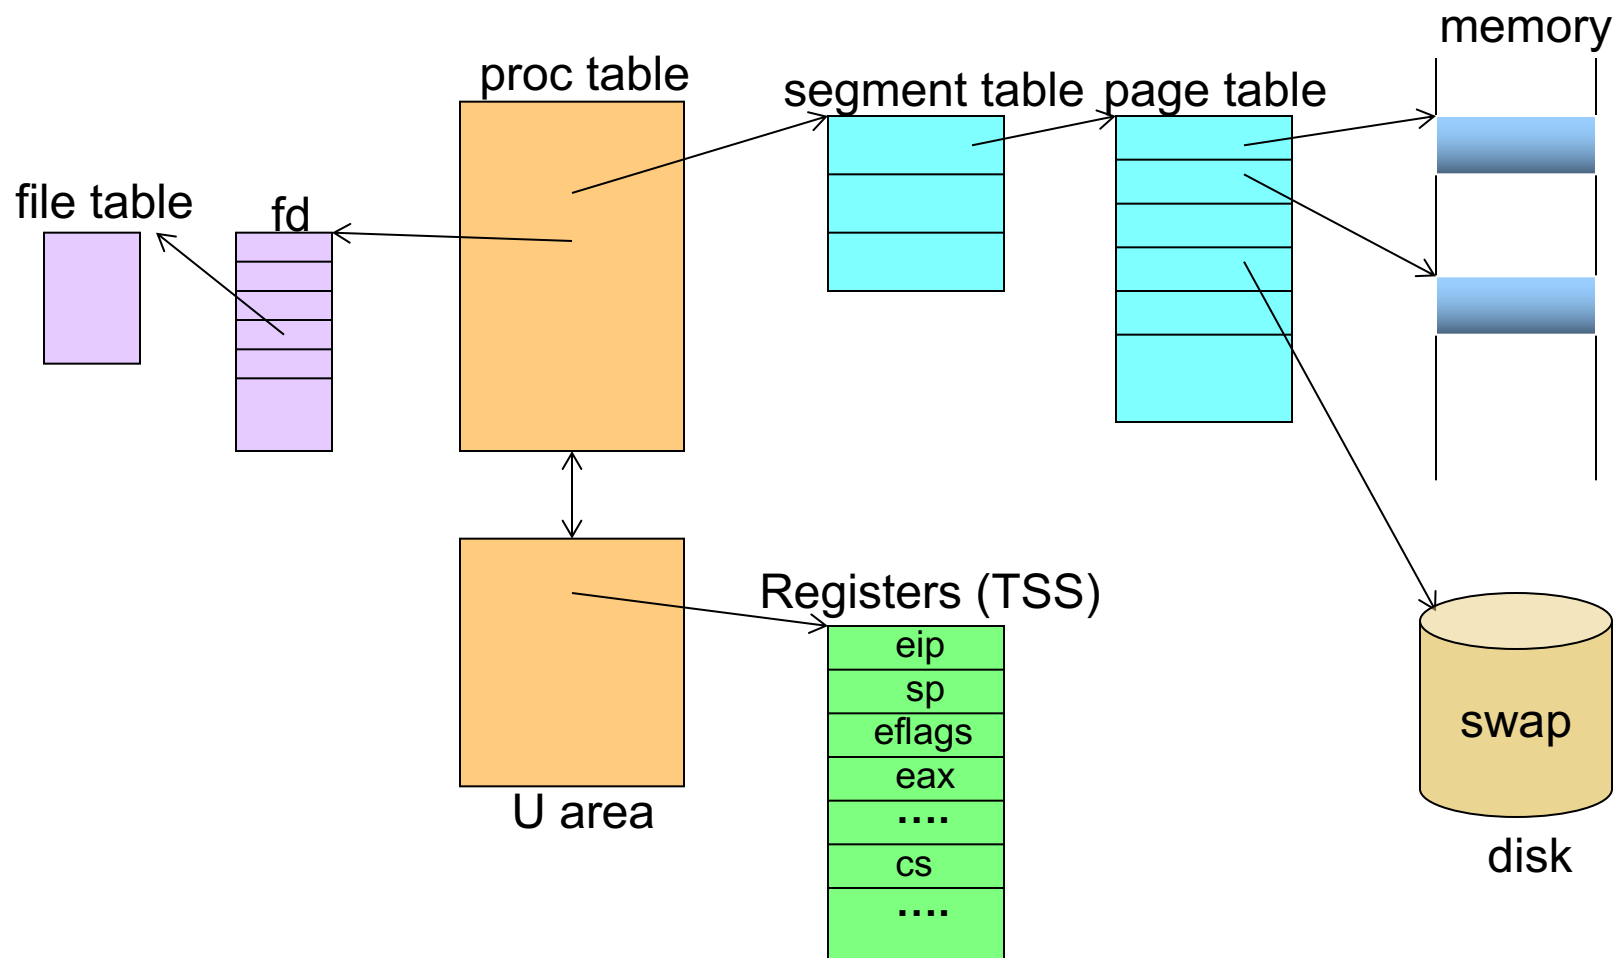 memory
proc table
segment table
page table
file table
fd
Registers (TSS)
eip
sp
eflags
eax
....
cs
....
U area
swap
disk